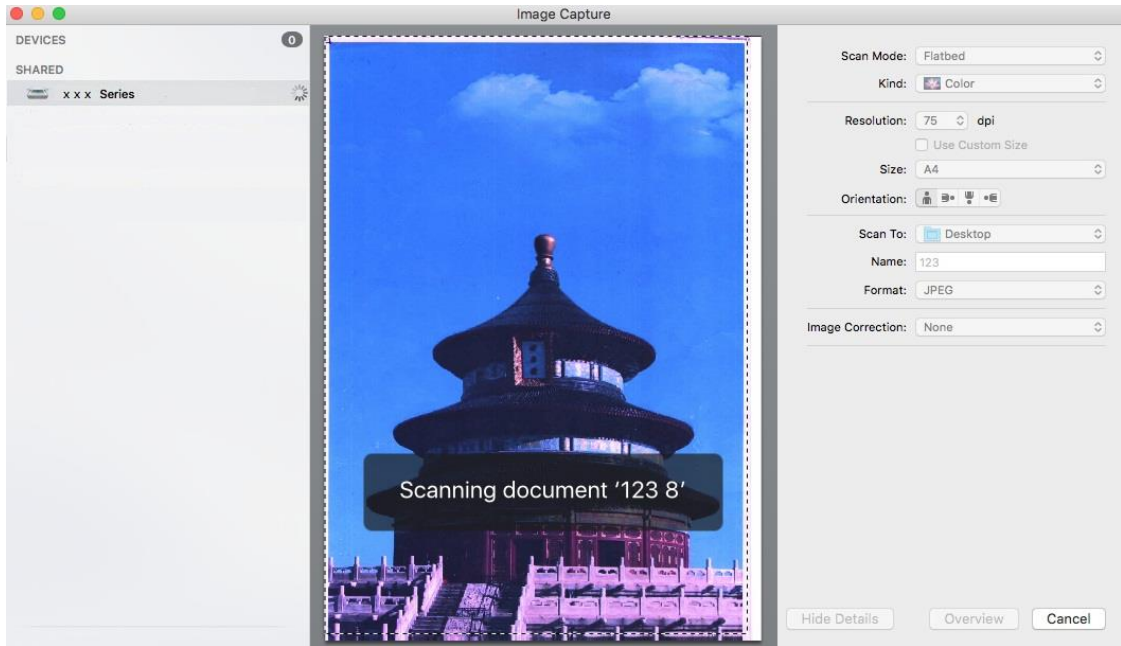 Image Capture
DEVICES 0
SHARED
x x x Series
Scanning document ‘123 8’
Scan Mode: Flatbed
Kind: Color
Resolution: 75 dpi
Use Custom Size
Size: A4
Orientation:
Scan To: Desktop
Name: 123
Format: JPEG
Image Correction: None
Hide Details Overview Cancel